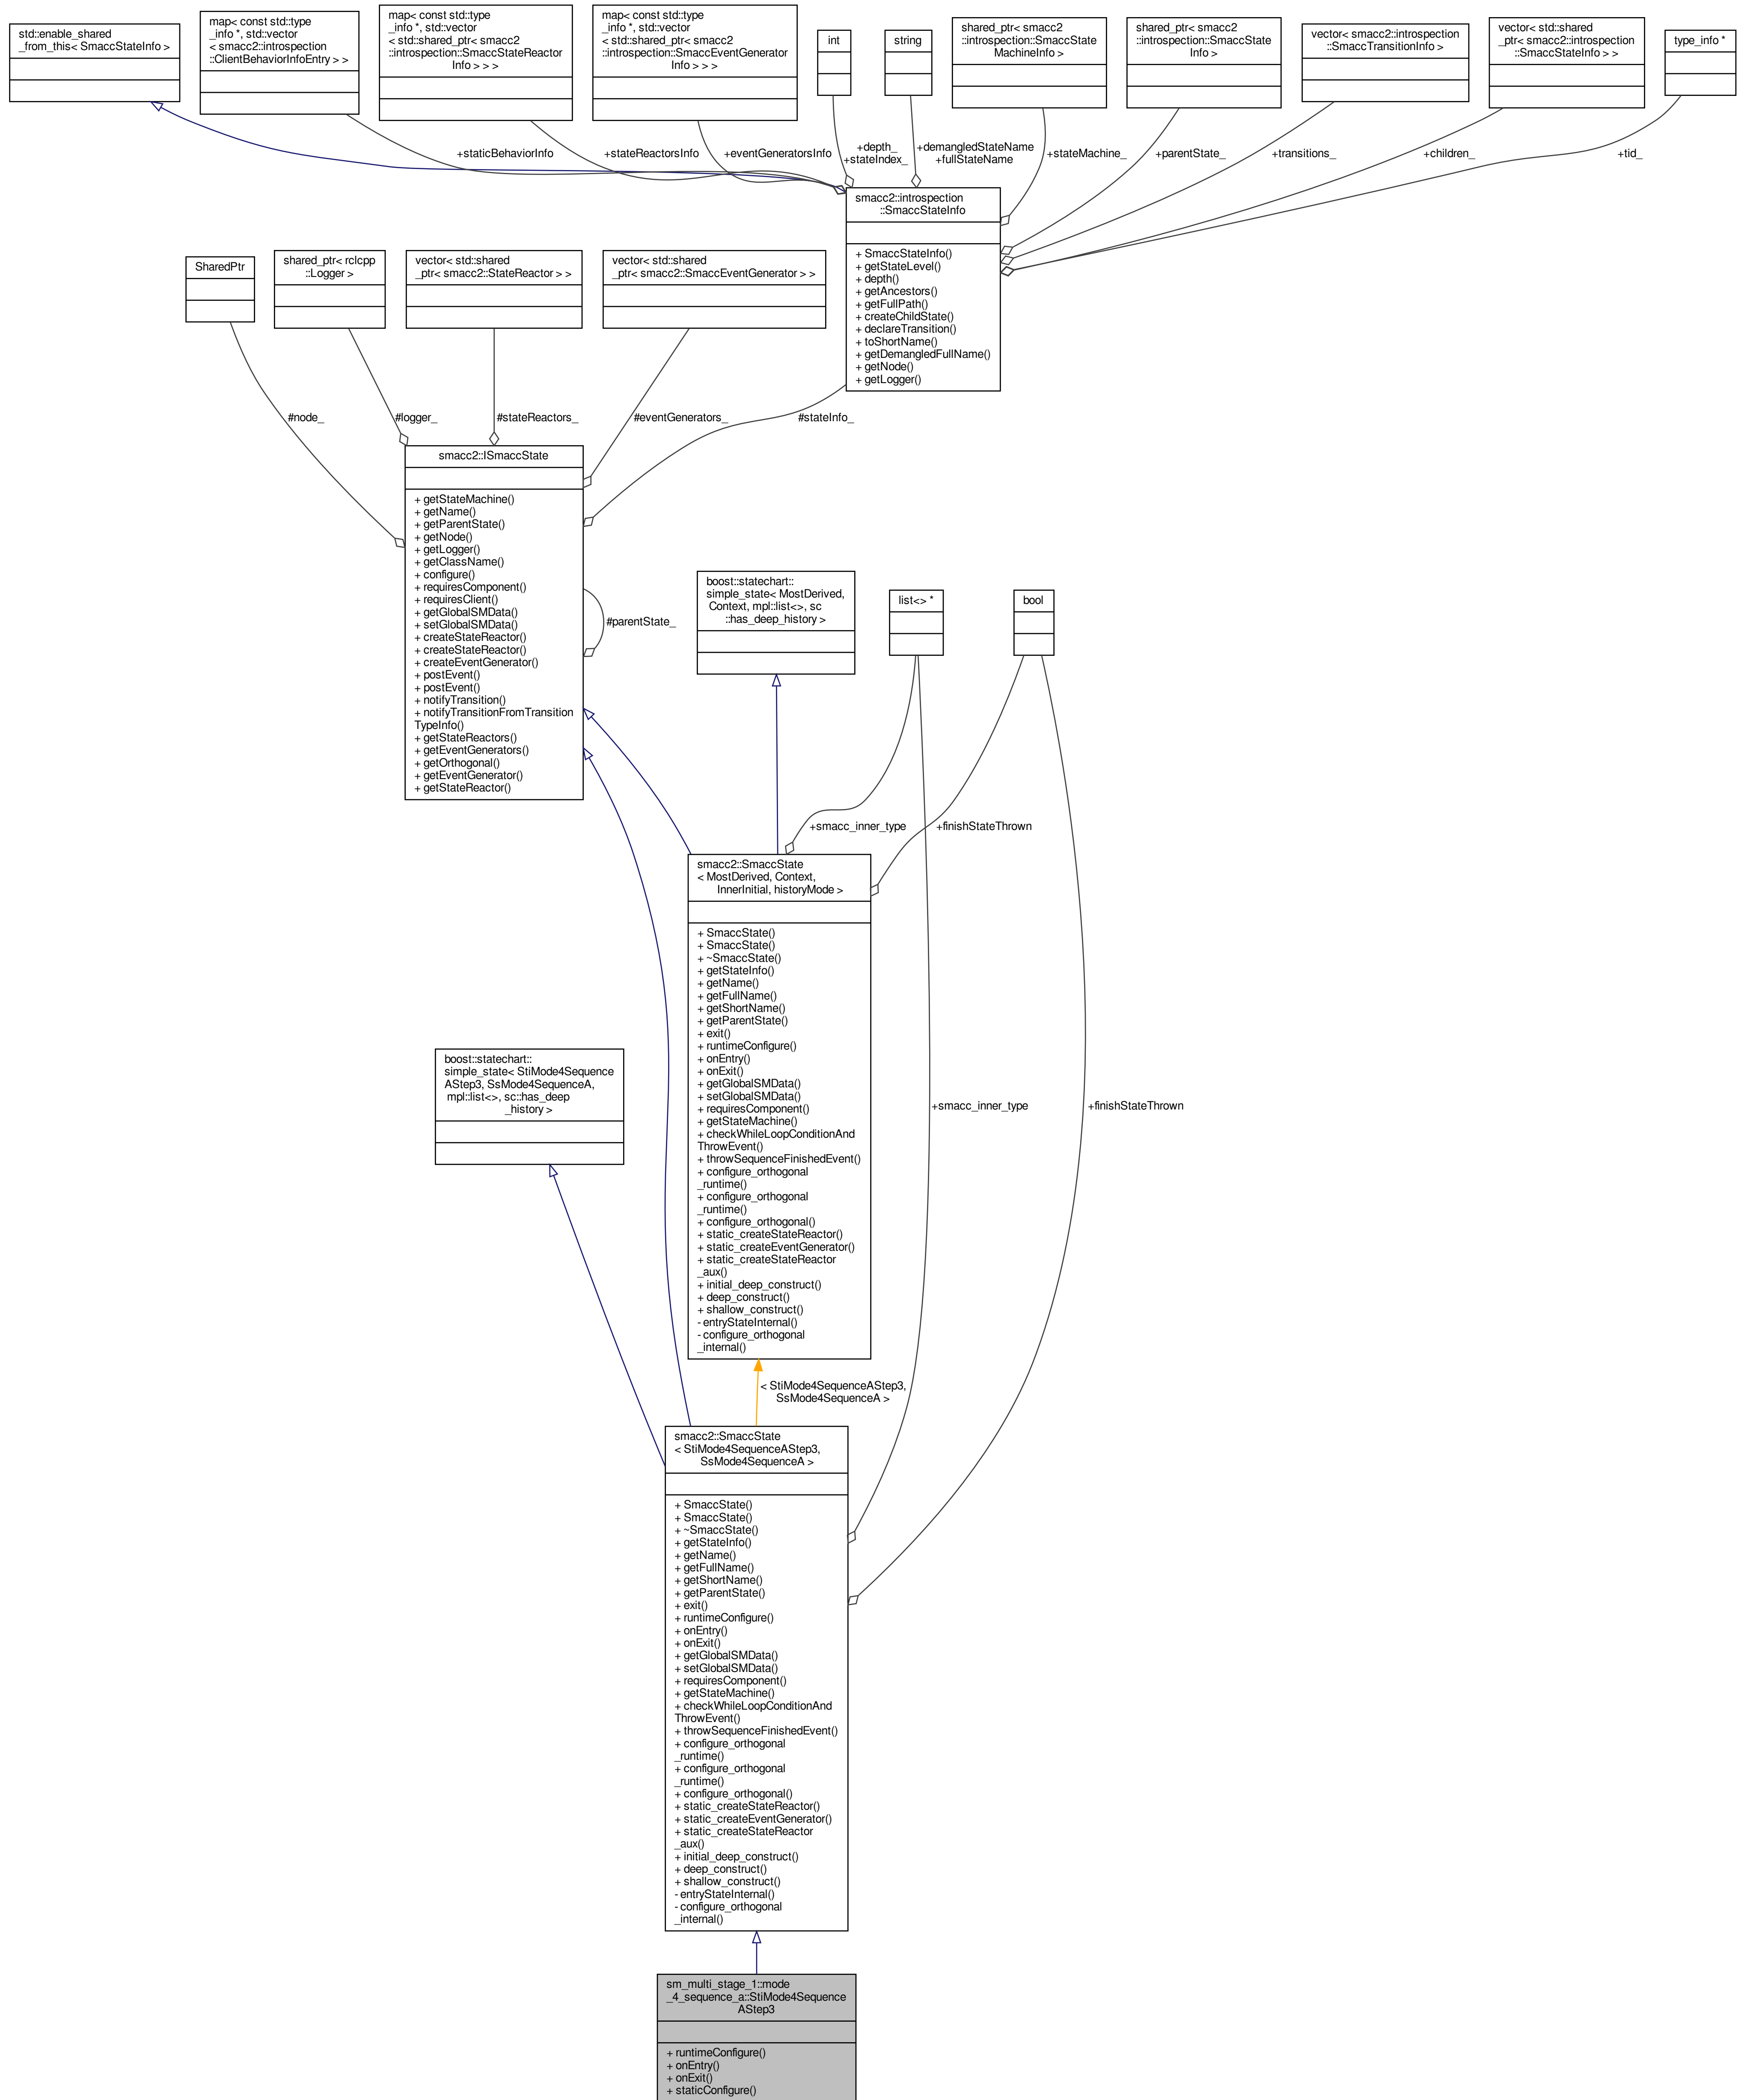 std::enable_shared
_from_this< SmaccStateInfo >
map< const std::type
_info *, std::vector
< smacc2::introspection
::ClientBehaviorInfoEntry > >
map< const std::type
_info *, std::vector
< std::shared_ptr< smacc2
::introspection::SmaccStateReactor
Info > > >
map< const std::type
_info *, std::vector
< std::shared_ptr< smacc2
::introspection::SmaccEventGenerator
Info > > >
int
string
shared_ptr< smacc2
::introspection::SmaccState
MachineInfo >
shared_ptr< smacc2
::introspection::SmaccState
Info >
vector< smacc2::introspection
::SmaccTransitionInfo >
vector< std::shared
_ptr< smacc2::introspection
::SmaccStateInfo > >
type_info *
+staticBehaviorInfo
+stateReactorsInfo
+eventGeneratorsInfo
+depth_
+stateIndex_
+demangledStateName
+fullStateName
+stateMachine_
+parentState_
+transitions_
+children_
+tid_
smacc2::introspection
::SmaccStateInfo
+ SmaccStateInfo()
+ getStateLevel()
+ depth()
+ getAncestors()
+ getFullPath()
+ createChildState()
+ declareTransition()
+ toShortName()
+ getDemangledFullName()
+ getNode()
+ getLogger()
SharedPtr
shared_ptr< rclcpp
::Logger >
vector< std::shared
_ptr< smacc2::StateReactor > >
vector< std::shared
_ptr< smacc2::SmaccEventGenerator > >
#node_
#logger_
#stateReactors_
#eventGenerators_
#stateInfo_
smacc2::ISmaccState
+ getStateMachine()
+ getName()
+ getParentState()
+ getNode()
+ getLogger()
+ getClassName()
+ configure()
+ requiresComponent()
+ requiresClient()
+ getGlobalSMData()
+ setGlobalSMData()
+ createStateReactor()
+ createStateReactor()
+ createEventGenerator()
+ postEvent()
+ postEvent()
+ notifyTransition()
+ notifyTransitionFromTransition
TypeInfo()
+ getStateReactors()
+ getEventGenerators()
+ getOrthogonal()
+ getEventGenerator()
+ getStateReactor()
#parentState_
boost::statechart::
simple_state< MostDerived,
Context, mpl::list<>, sc
::has_deep_history >
list<> *
bool
+smacc_inner_type
+finishStateThrown
smacc2::SmaccState
< MostDerived, Context,
InnerInitial, historyMode >
+ SmaccState()
+ SmaccState()
+ ~SmaccState()
+ getStateInfo()
+ getName()
+ getFullName()
+ getShortName()
+ getParentState()
+ exit()
+ runtimeConfigure()
+ onEntry()
+ onExit()
+ getGlobalSMData()
+ setGlobalSMData()
+ requiresComponent()
+ getStateMachine()
+ checkWhileLoopConditionAnd
ThrowEvent()
+ throwSequenceFinishedEvent()
+ configure_orthogonal
_runtime()
+ configure_orthogonal
_runtime()
+ configure_orthogonal()
+ static_createStateReactor()
+ static_createEventGenerator()
+ static_createStateReactor
_aux()
+ initial_deep_construct()
+ deep_construct()
+ shallow_construct()
- entryStateInternal()
- configure_orthogonal
_internal()
boost::statechart::
simple_state< StiMode4Sequence
AStep3, SsMode4SequenceA,
mpl::list<>, sc::has_deep
_history >
+smacc_inner_type
+finishStateThrown
< StiMode4SequenceAStep3,
SsMode4SequenceA >
smacc2::SmaccState
< StiMode4SequenceAStep3,
SsMode4SequenceA >
+ SmaccState()
+ SmaccState()
+ ~SmaccState()
+ getStateInfo()
+ getName()
+ getFullName()
+ getShortName()
+ getParentState()
+ exit()
+ runtimeConfigure()
+ onEntry()
+ onExit()
+ getGlobalSMData()
+ setGlobalSMData()
+ requiresComponent()
+ getStateMachine()
+ checkWhileLoopConditionAnd
ThrowEvent()
+ throwSequenceFinishedEvent()
+ configure_orthogonal
_runtime()
+ configure_orthogonal
_runtime()
+ configure_orthogonal()
+ static_createStateReactor()
+ static_createEventGenerator()
+ static_createStateReactor
_aux()
+ initial_deep_construct()
+ deep_construct()
+ shallow_construct()
- entryStateInternal()
- configure_orthogonal
_internal()
sm_multi_stage_1::mode
_4_sequence_a::StiMode4Sequence
AStep3
+ runtimeConfigure()
+ onEntry()
+ onExit()
+ staticConfigure()